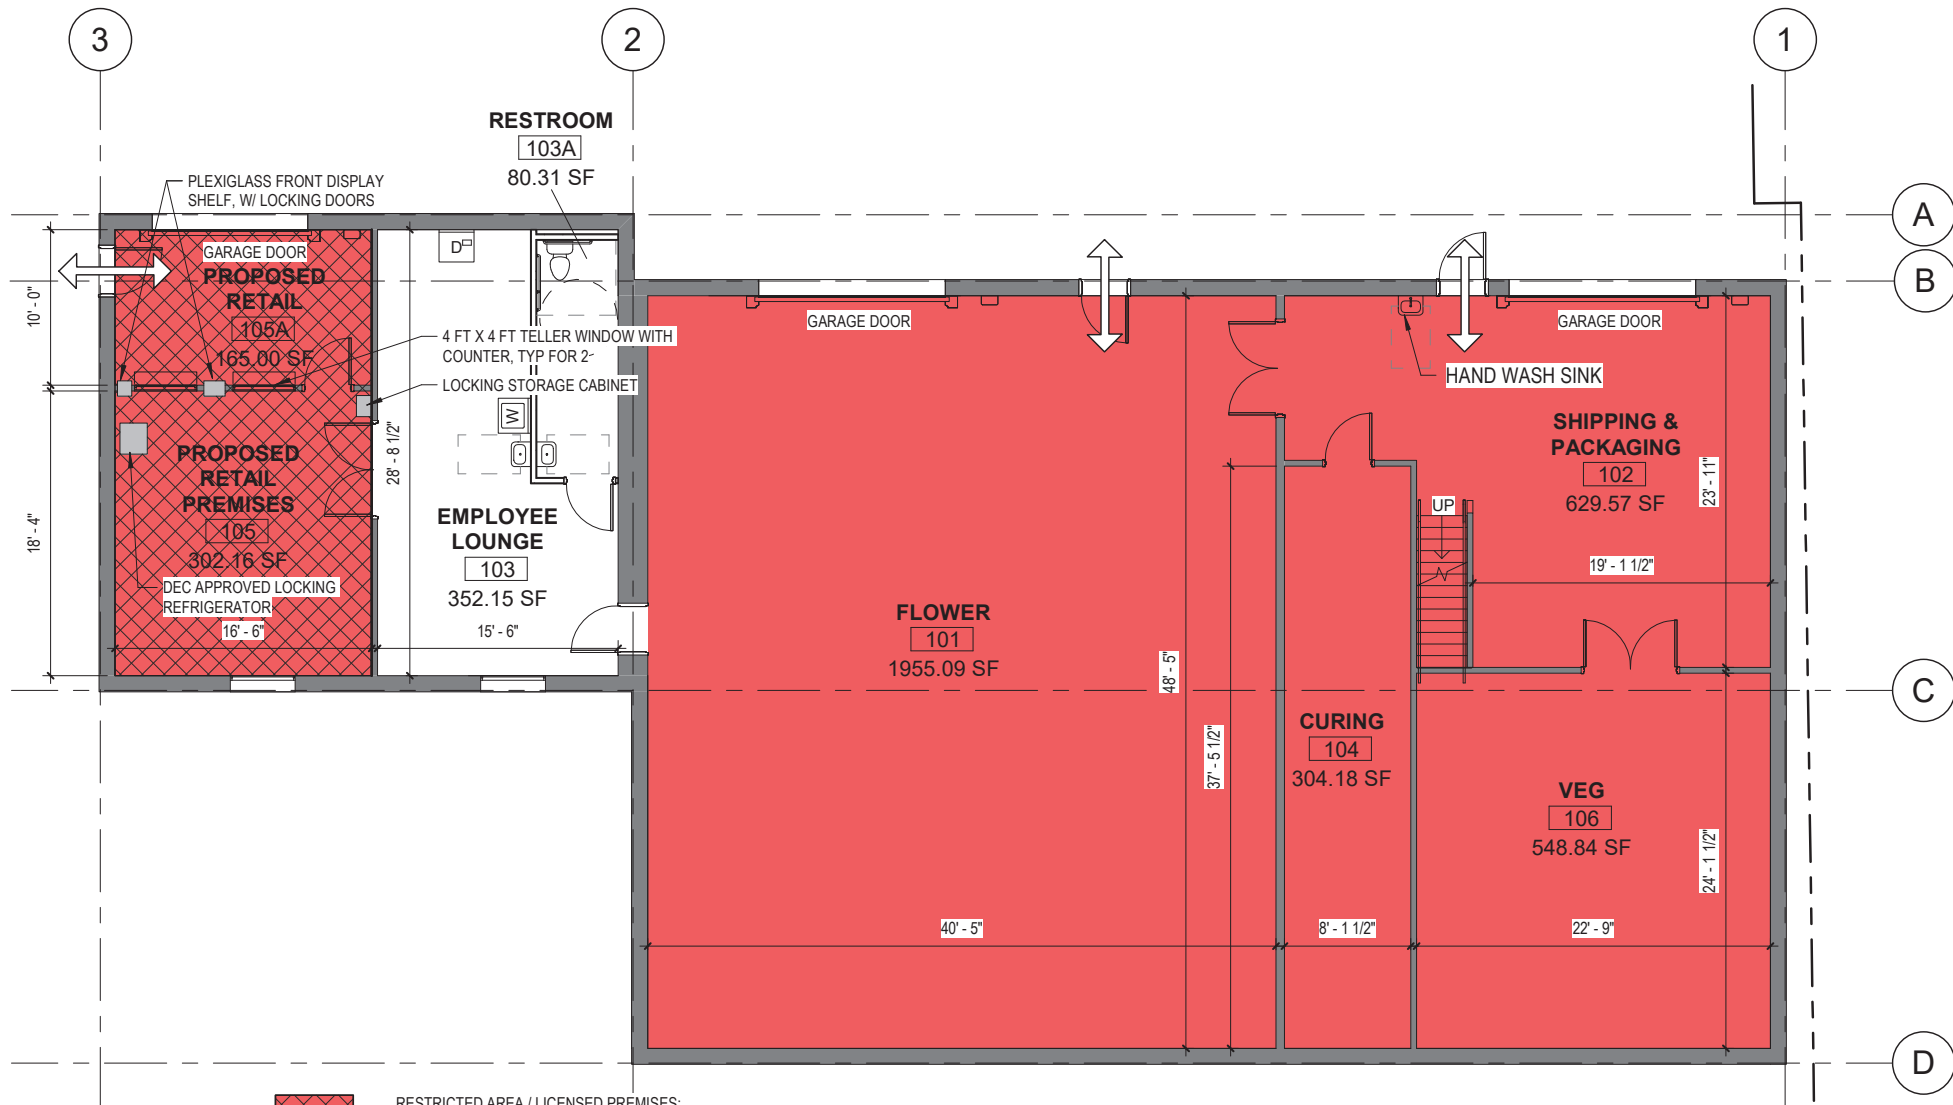 3
2
1
RESTROOM
103A
80.31 SF
PLEXIGLASS FRONT DISPLAY
SHELF, W/ LOCKING DOORS
A
B
GARAGE DOOR
PROPOSED
RETAIL
105A
165.00 SF
10' - 0"
D
4 FT X 4 FT TELLER WINDOW WITH
COUNTER, TYP FOR 2
LOCKING STORAGE CABINET
GARAGE DOOR
GARAGE DOOR
HAND WASH SINK
W
28' - 8 1/2"
PROPOSED
RETAIL
PREMISES
105
302.16 SF
18' - 4"
DEC APPROVED LOCKING
REFRIGERATOR
16' - 6"
EMPLOYEE
LOUNGE
103
352.15 SF
15' - 6"
SHIPPING &
PACKAGING
102
629.57 SF
23' - 11"
UP
19' - 1 1/2"
FLOWER
101
1955.09 SF
48' - 5"
37' - 5 1/2"
C
CURING
104
304.18 SF
VEG
106
548.84 SF
24' - 1 1/2"
40' - 5"
8' - 1 1/2"
22' - 9"
D
RESTRICTED AREA / LICENSED PREMISES: